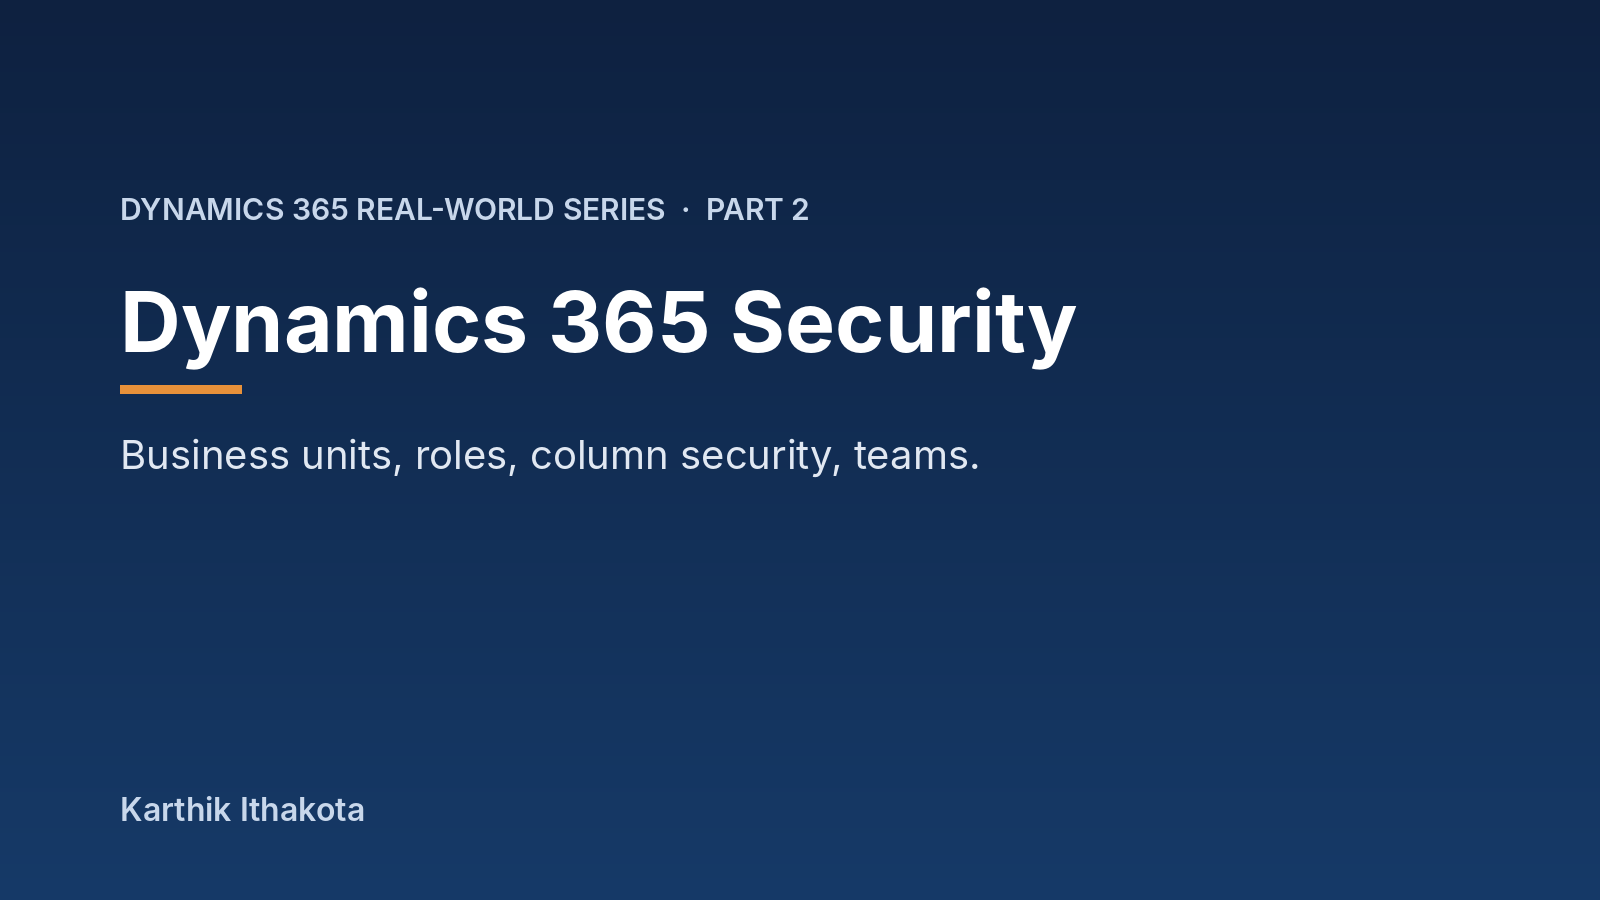 DYNAMICS 365 REAL-WORLD SERIES · PART 2
Dynamics 365 Security
Business units, roles, column security, teams.
Karthik Ithakota